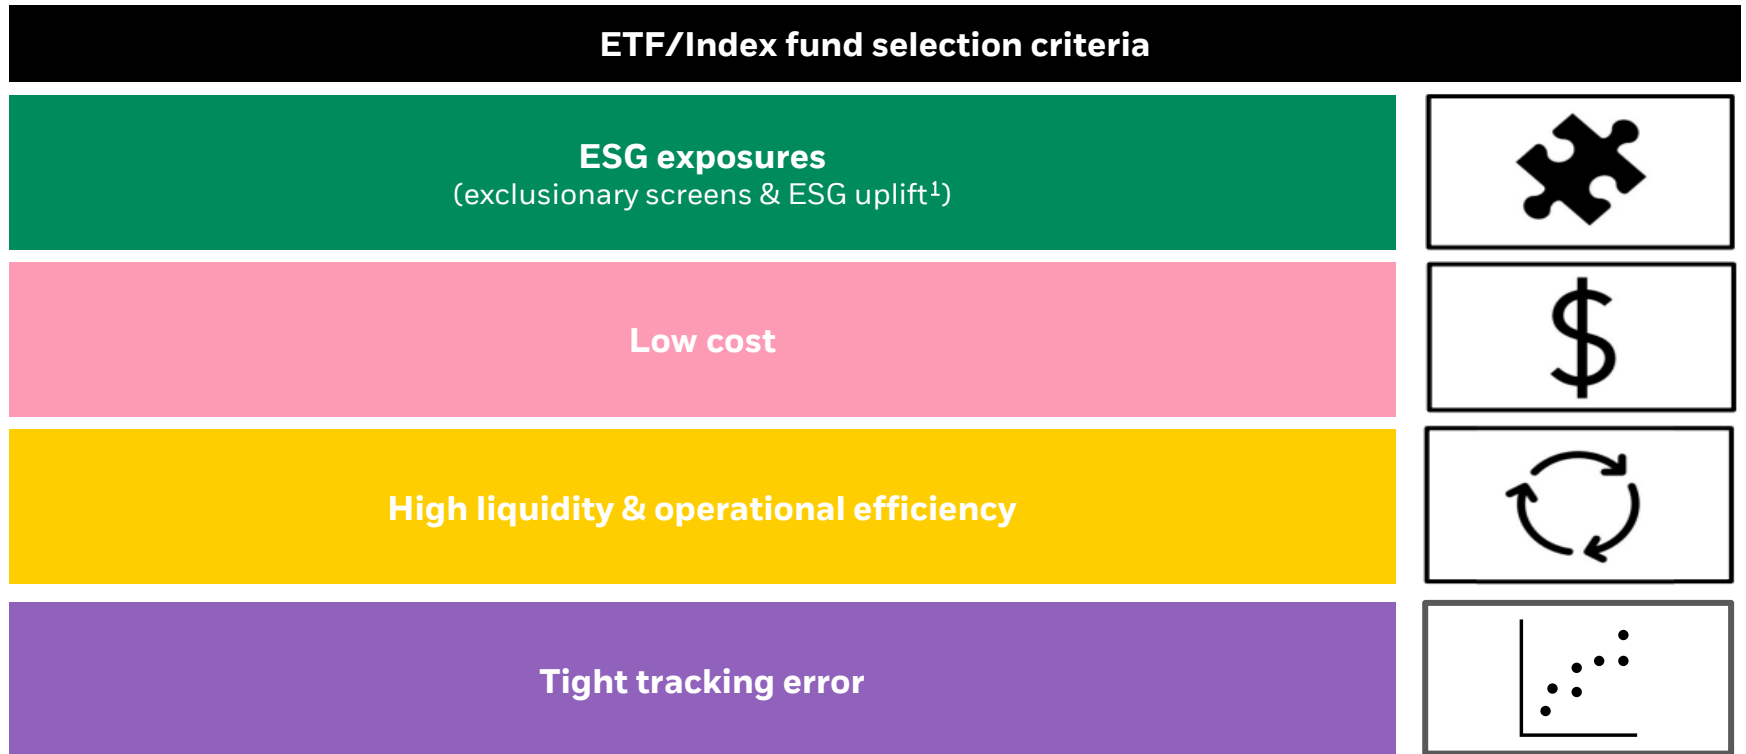 ETF/Index fund selection criteria
ESG exposures
(exclusionary screens & ESG uplift¹)
Low cost
$
High liquidity & operational efficiency
Tight tracking error